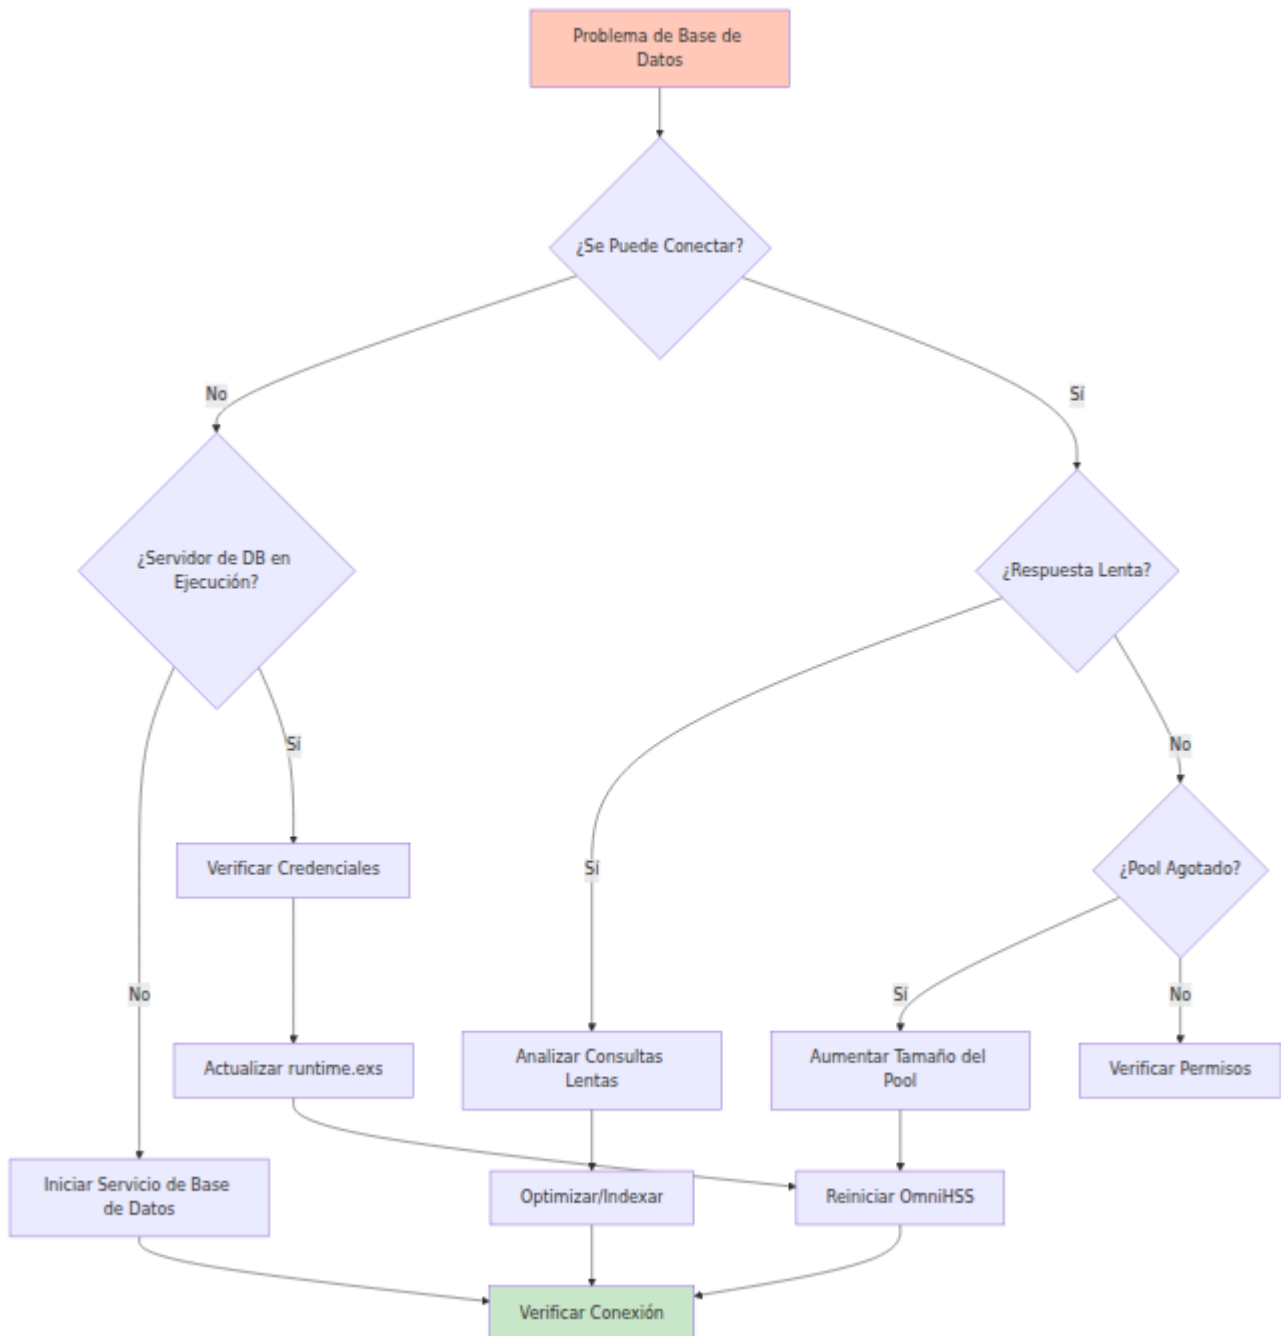 Problema de Base de
Datos
¿Se Puede Conectar?
No
Sí
¿Servidor de DB en
Ejecución?
¿Respuesta Lenta?
Sí
No
Verificar Credenciales
Sí
¿Pool Agotado?
No
Sí
No
Actualizar runtime.exs
Analizar Consultas
Lentas
Aumentar Tamaño del
Pool
Verificar Permisos
Iniciar Servicio de Base
de Datos
Optimizar/Indexar
Reiniciar OmniHSS
Verificar Conexión